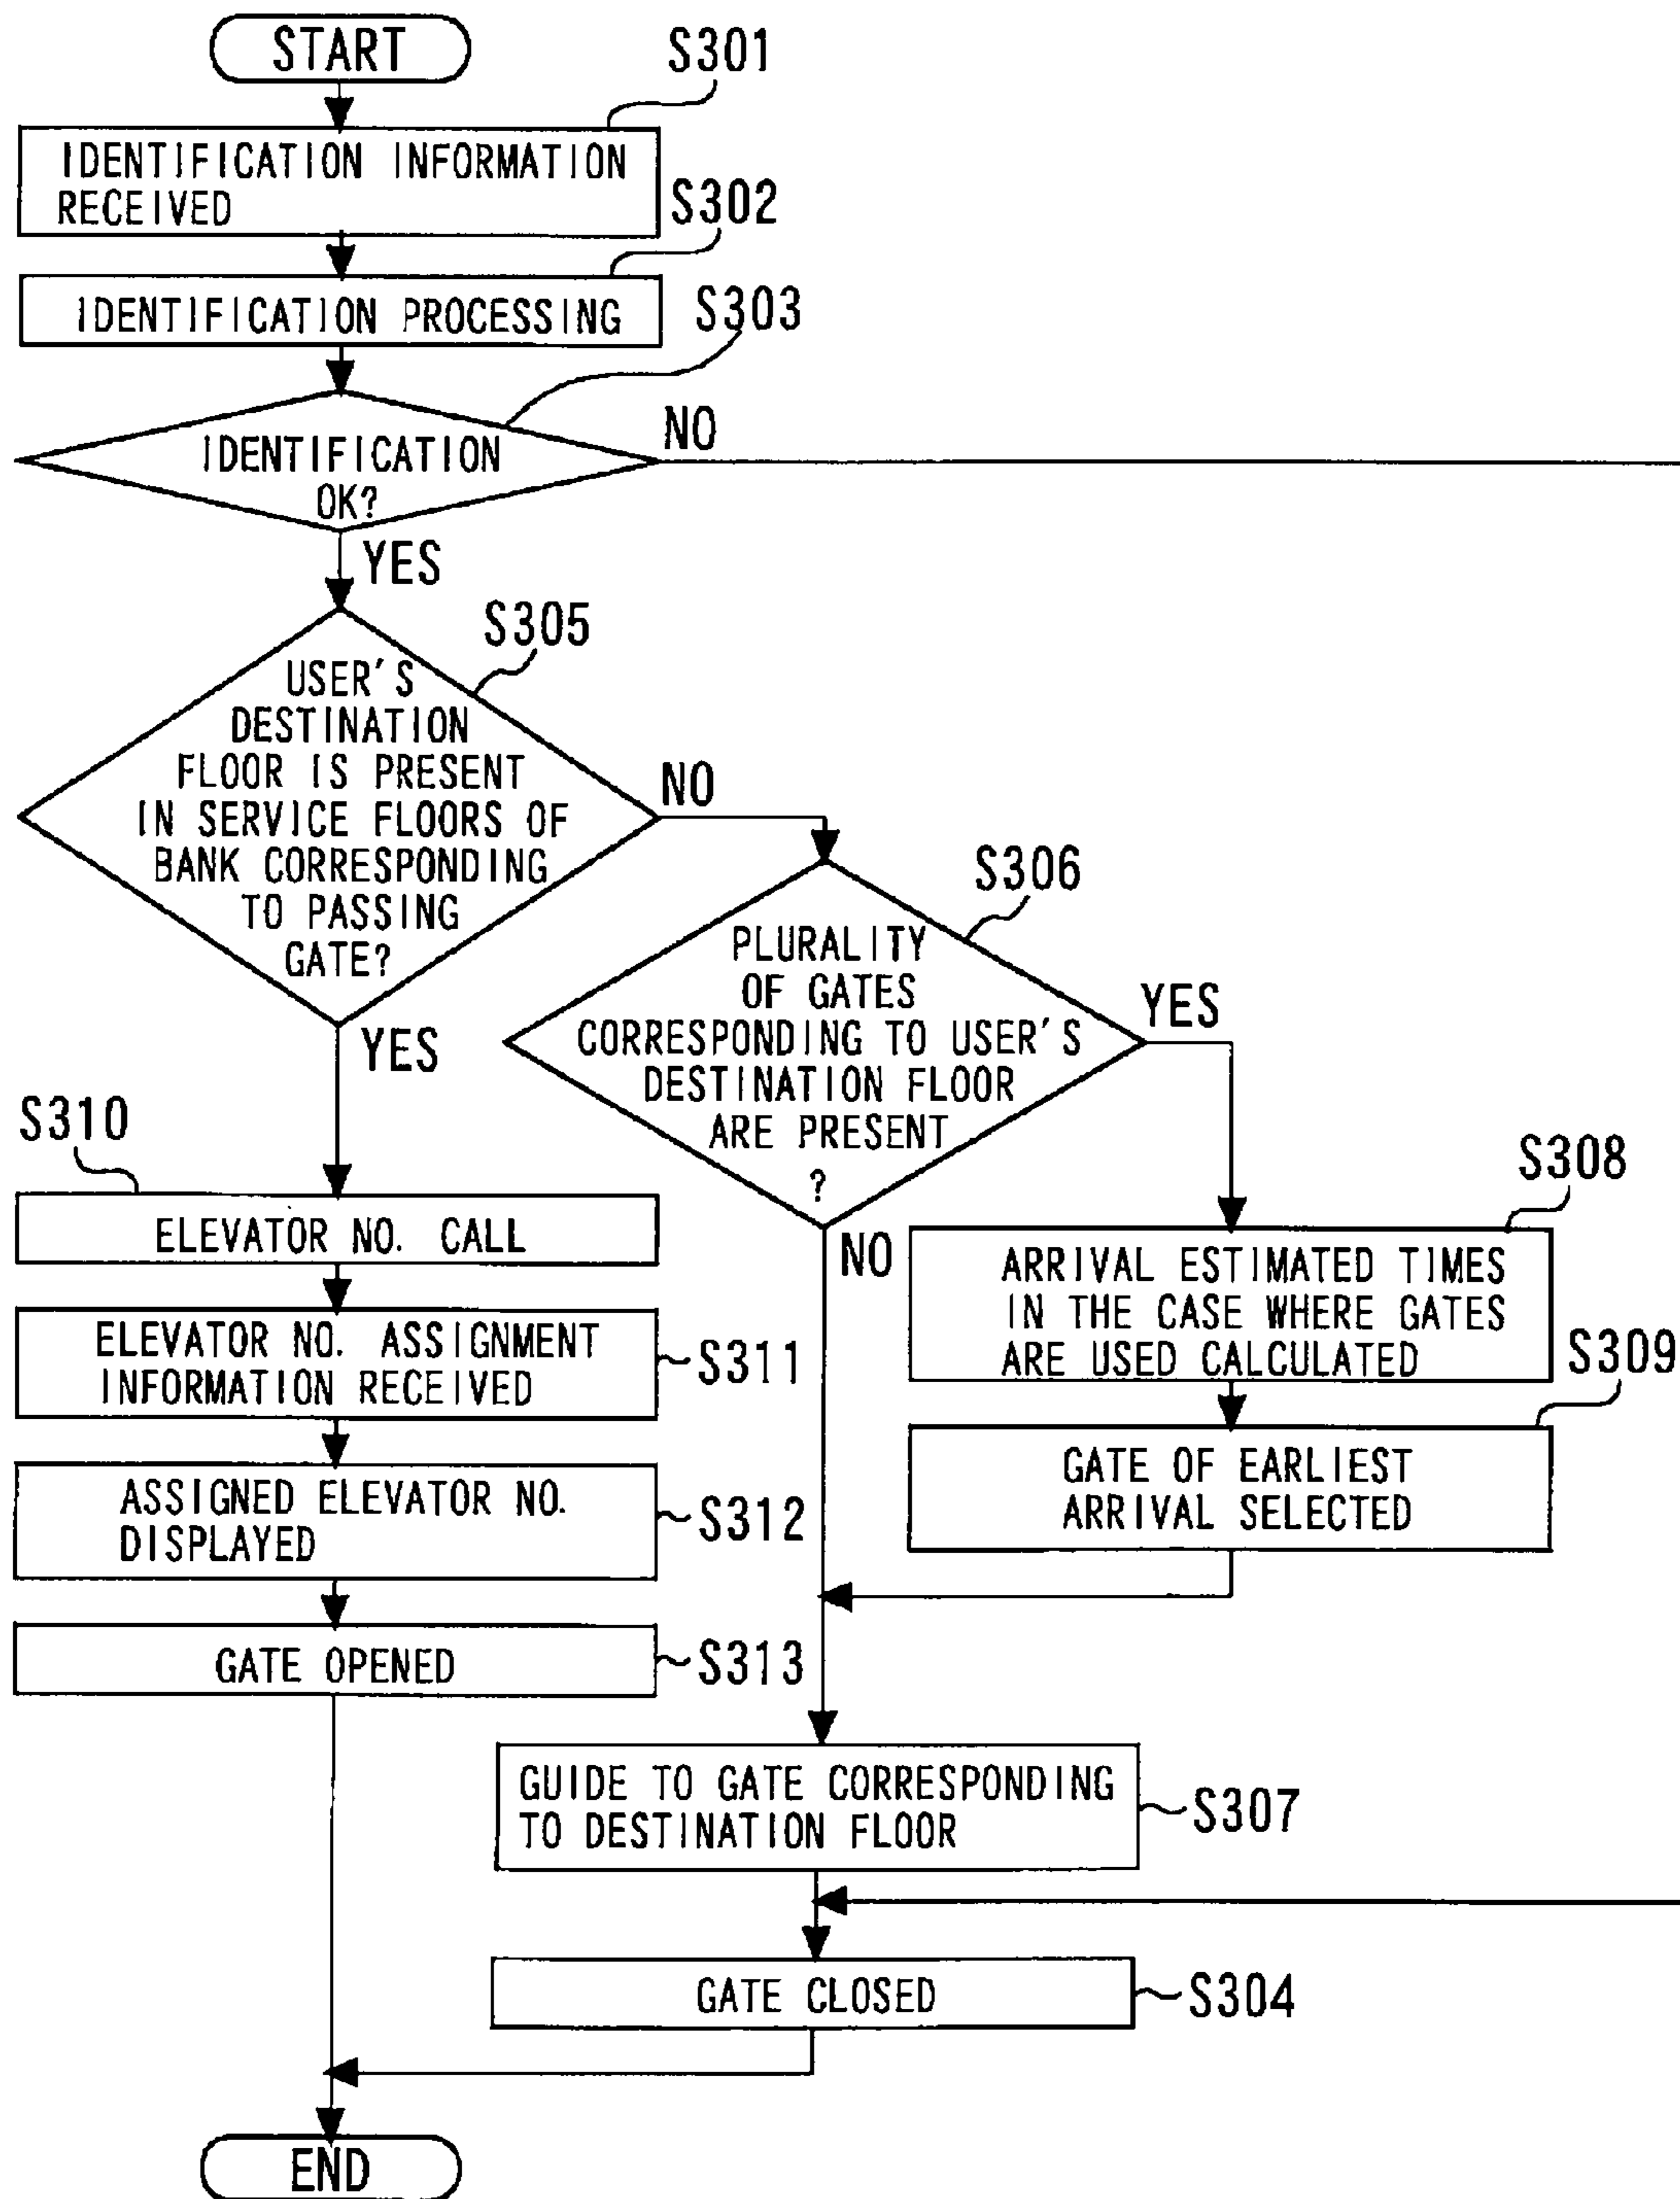 START
S301
IDENTIFICATION INFORMATION
RECEIVED
S302
IDENTIFICATION PROCESSING
S303
IDENTIFICATION
OK?
NO
YES
S305
USER'S
DESTINATION
FLOOR IS PRESENT
IN SERVICE FLOORS OF
BANK CORRESPONDING
TO PASSING
GATE?
NO
YES
S306
PLURALITY
OF GATES
CORRESPONDING TO USER'S
DESTINATION FLOOR
ARE PRESENT
?
YES
NO
S308
ARRIVAL ESTIMATED TIMES
IN THE CASE WHERE GATES
ARE USED CALCULATED
S309
GATE OF EARLIEST
ARRIVAL SELECTED
S310
ELEVATOR NO. CALL
ELEVATOR NO. ASSIGNMENT
INFORMATION RECEIVED
S311
ASSIGNED ELEVATOR NO.
DISPLAYED
S312
GATE OPENED
S313
GUIDE TO GATE CORRESPONDING
TO DESTINATION FLOOR
S307
GATE CLOSED
S304
END